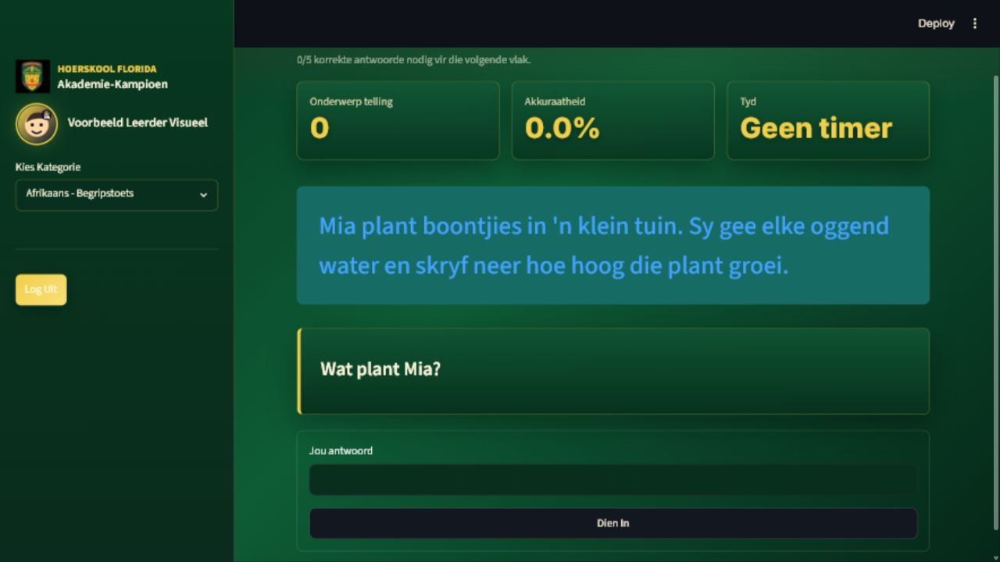 Deploy
HOERSKOOL FLORIDA
Akademie-Kampioen
Voorbeeld Leerder Visueel
Kies Kategorie
Afrikaans - Begripstoets
Log Uit
0/5 korrekte antwoorde nodig vir die volgende vlak.
Onderwerp telling
0
Akkuraatheid
0.0%
Tyd
Geen timer
Mia plant boontjies in 'n klein tuin. Sy gee elke oggend
water en skryf neer hoe hoog die plant groei.
Wat plant Mia?
Jou antwoord
Dien In